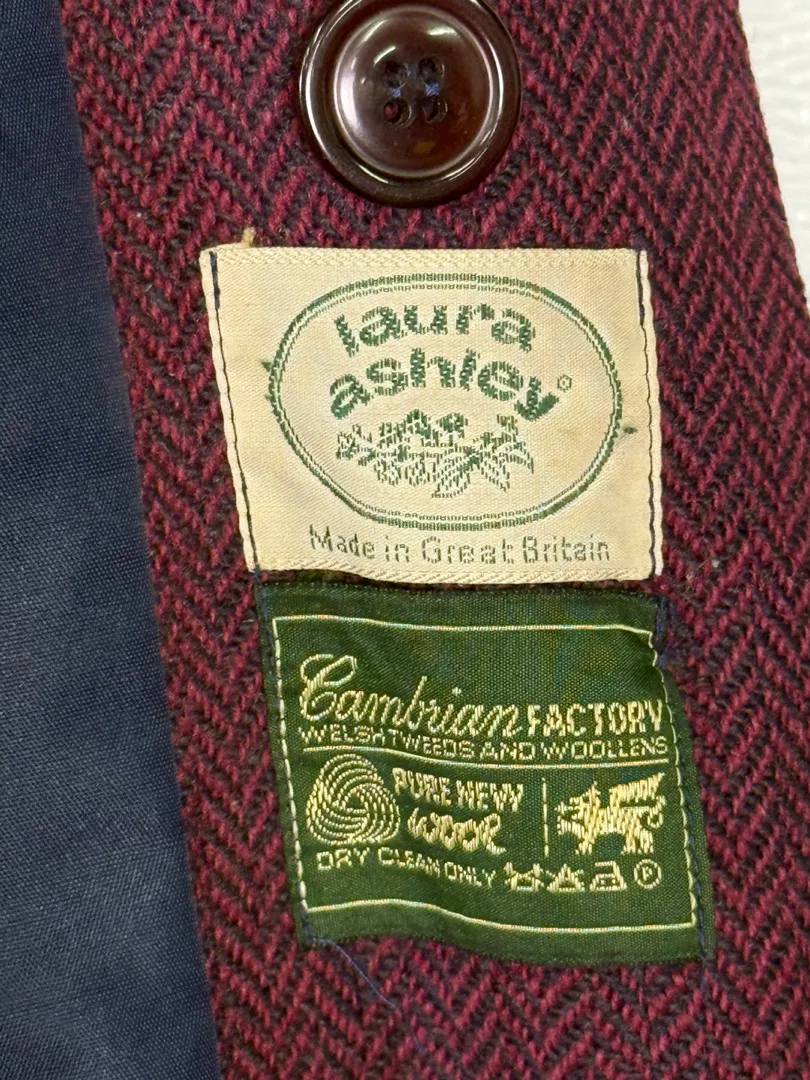 laura
ashley®
Made in Great Britain
Cambrian FACTORY
WELSH TWEEDS AND WOOLLENS
PURE NEW
WOOL
DRY CLEAN ONLY Ⓟ